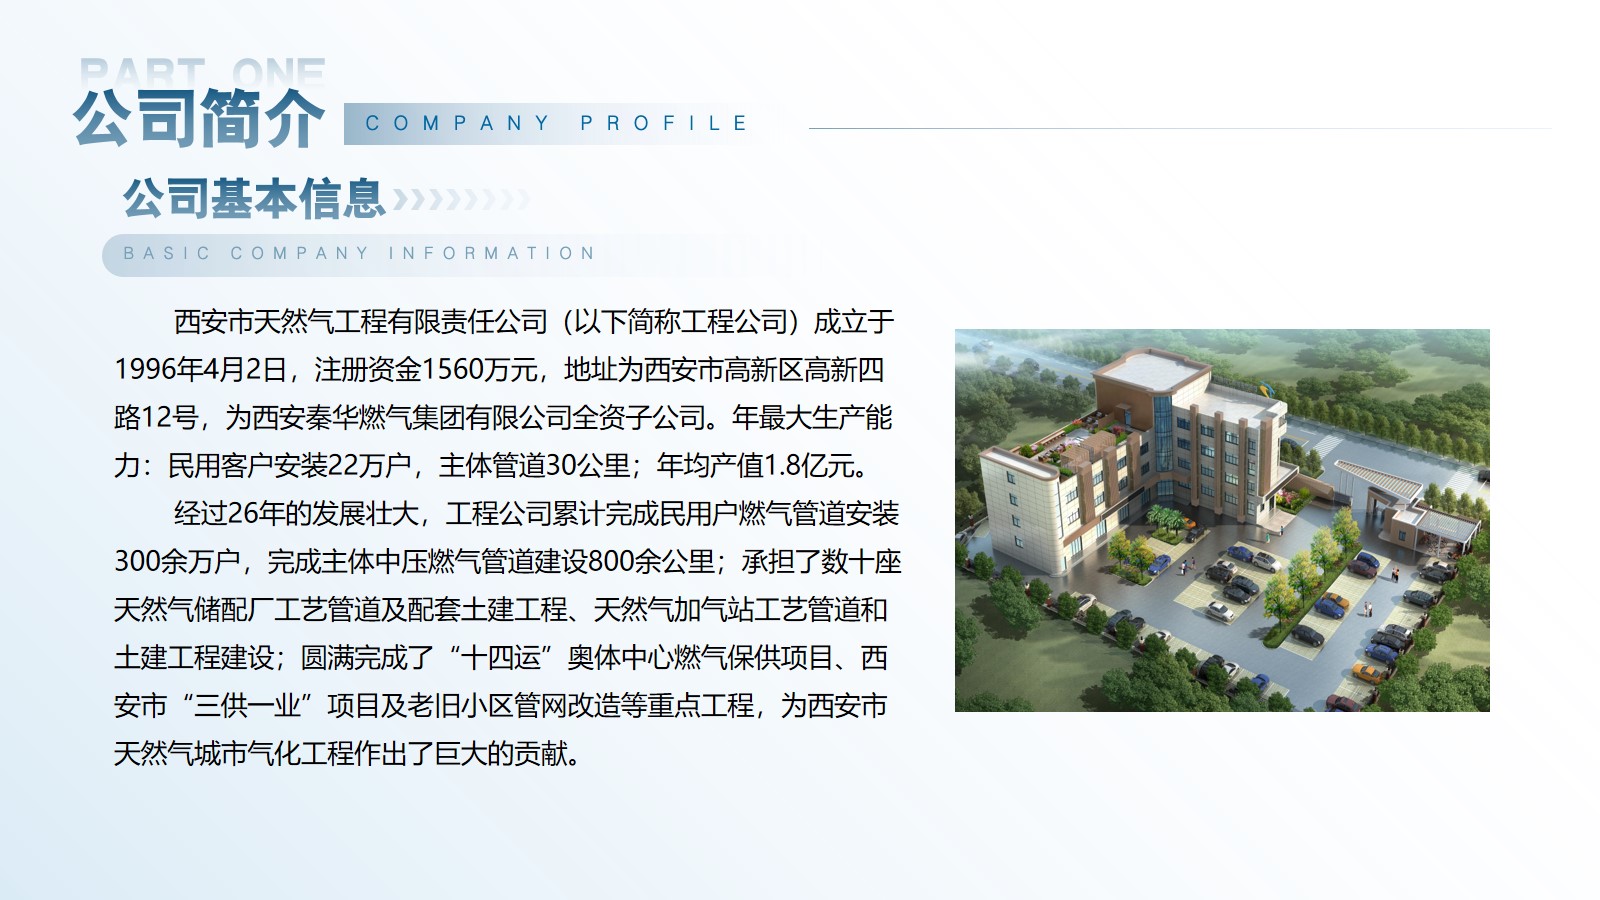 PART ONE
公司简介
COMPANY PROFILE
公司基本信息
BASIC COMPANY INFORMATION
西安市天然气工程有限责任公司（以下简称工程公司）成立于
1996年4月2日，注册资金1560万元，地址为西安市高新区高新四
路12号，为西安秦华燃气集团有限公司全资子公司。年最大生产能
力：民用客户安装22万户，主体管道30公里；年均产值1.8亿元。
经过26年的发展壮大，工程公司累计完成民用户燃气管道安装
300余万户，完成主体中压燃气管道建设800余公里；承担了数十座
天然气储配厂工艺管道及配套土建工程、天然气加气站工艺管道和
土建工程建设；圆满完成了“十四运”奥体中心燃气保供项目、西
安市“三供一业”项目及老旧小区管网改造等重点工程，为西安市
天然气城市气化工程作出了巨大的贡献。